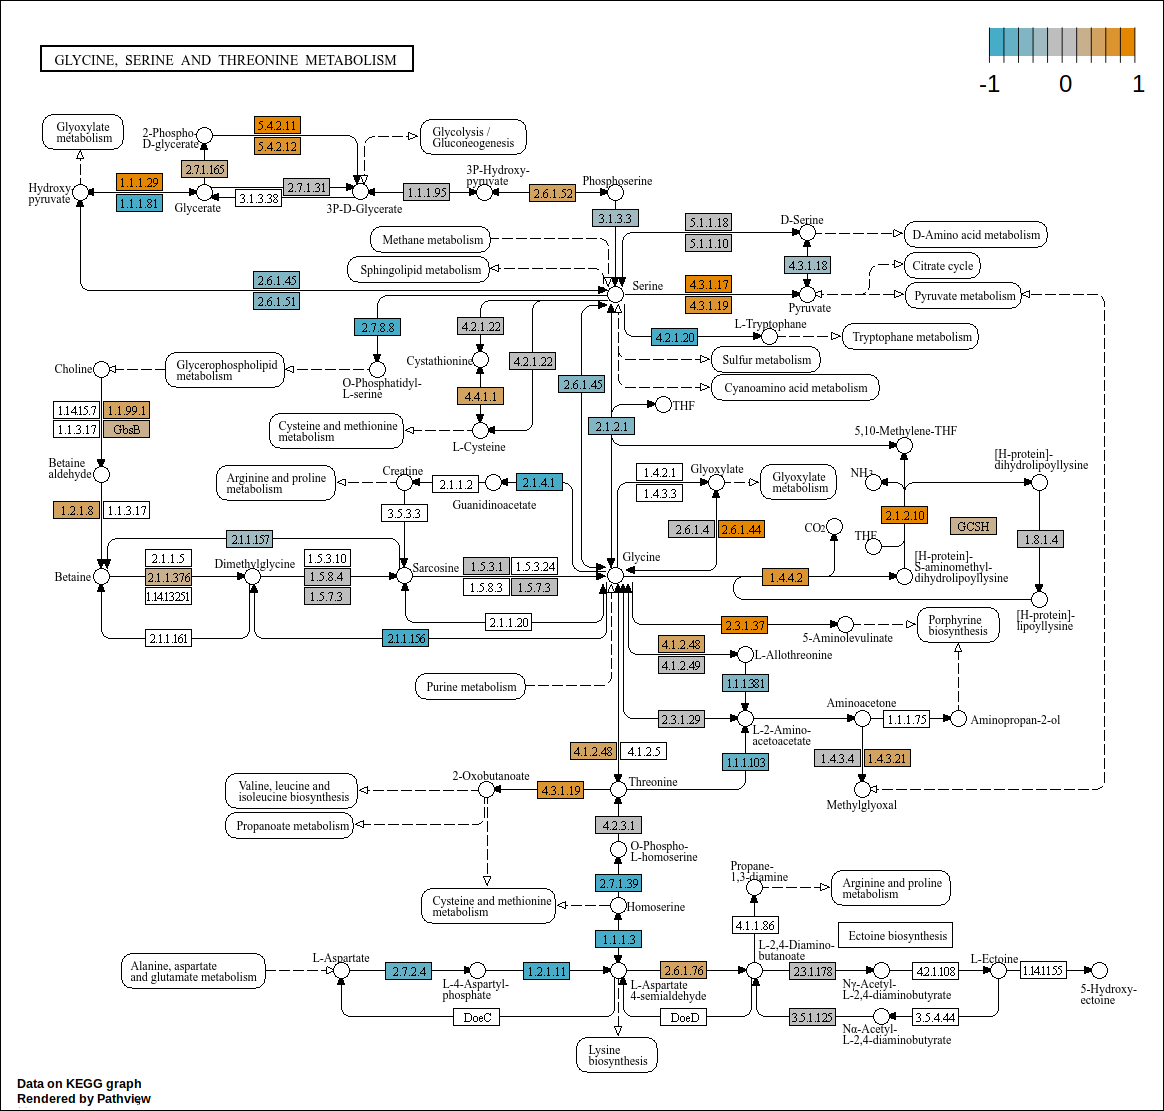 GLYCINE, SERINE AND THREONINE METABOLISM
-1
0
1
Glyoxylate
metabolism
2-Phospho-
D-glycerate
5.4.2.11
5.4.2.12
Glycolysis /
Gluconeogenesis
2.7.1.165
Hydroxy
pyruvate
1.1.1.29
1.1.1.81
Glycerate
2.7.1.31
3.1.3.38
3P-D-Glycerate
1.1.1.95
3P-Hydroxy-
pyruvate
2.6.1.52
Phosphoserine
3.1.3.3
5.1.1.18
5.1.1.10
D-Serine
D-Amino acid metabolism
Methane metabolism
Sphingolipid metabolism
4.3.1.18
Citrate cycle
2.6.1.45
2.6.1.51
Serine
4.3.1.17
4.3.1.19
Pyruvate
Pyruvate metabolism
2.7.8.8
4.2.1.22
4.2.1.20
L-Tryptophane
Tryptophane metabolism
Choline
Glycerophospholipid
metabolism
O-Phosphatidyl-
L-serine
Cystathionine
4.2.1.22
Sulfur metabolism
2.6.1.45
Cyanoamino acid metabolism
1.14.15.7
1.1.99.1
1.1.3.17
GbsB
4.4.1.1
THF
2.1.2.1
Cysteine and methionine
metabolism
L-Cysteine
5,10-Methylene-THF
Betaine
aldehyde
Arginine and proline
metabolism
Creatine
2.1.1.2
Guanidinoacetate
2.1.4.1
1.4.2.1
1.4.3.3
Glyoxylate
Glyoxylate
metabolism
NH3
[H-protein]-
dihydrolipoyllysine
1.2.1.8
1.1.3.17
3.5.3.3
2.6.1.4
2.6.1.44
CO2
2.1.2.10
GCSH
THF
1.8.1.4
2.1.1.157
2.1.1.5
2.1.1.376
1.14.13.251
Dimethylglycine
1.5.3.10
1.5.8.4
1.5.7.3
Sarcosine
1.5.3.1
1.5.3.24
1.5.8.3
1.5.7.3
Glycine
1.4.4.2
[H-protein]-
S-aminomethyl-
dihydrolipoyllysine
Betaine
2.1.1.20
2.1.1.161
2.1.1.156
2.3.1.37
5-Aminolevulinate
Porphyrine
biosynthesis
[H-protein]-
lipoyllysine
4.1.2.48
4.1.2.49
L-Allothreonine
Purine metabolism
1.1.1.381
2.3.1.29
L-2-Amino-
acetoacetate
Aminoacetone
1.1.1.75
Aminopropan-2-ol
4.1.2.48
4.1.2.5
1.1.1.103
1.4.3.4
1.4.3.21
Valine, leucine and
isoleucine biosynthesis
2-Oxobutanoate
4.3.1.19
Threonine
Methylglyoxal
Propanoate metabolism
4.2.3.1
O-Phospho-
L-homoserine
2.7.1.39
Propane-
1,3-diamine
Arginine and proline
metabolism
Cysteine and methionine
metabolism
Homoserine
4.1.1.86
Ectoine biosynthesis
1.1.1.3
Alanine, aspartate
and glutamate metabolism
L-Aspartate
2.7.2.4
L-4-Aspartyl-
phosphate
1.2.1.11
L-Aspartate
4-semialdehyde
2.6.1.76
L-2,4-Diamino-
butanoate
2.3.1.178
Nγ-Acetyl-
L-2,4-diaminobutyrate
4.2.1.108
L-Ectoine
1.14.11.55
5-Hydroxy-
ectoine
DoeC
DoeD
3.5.1.125
Nα-Acetyl-
L-2,4-diaminobutyrate
3.5.4.44
Lysine
biosynthesis
Data on KEGG graph
Rendered by Pathview